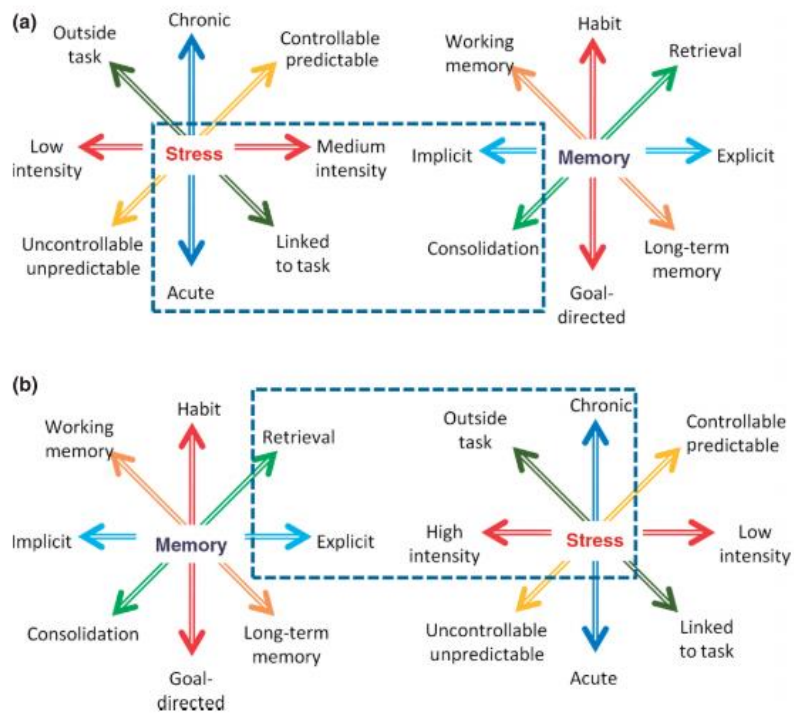 (a)
Chronic
Outside
task
Controllable
predictable
Low
intensity
Stress
Medium
intensity
Uncontrollable
unpredictable
Linked
to task
Acute
Habit
Working
memory
Retrieval
Implicit
Memory
Explicit
Consolidation
Long-term
memory
Goal-
directed
(b)
Habit
Working
memory
Retrieval
Implicit
Memory
Explicit
Consolidation
Long-term
memory
Goal-
directed
Chronic
Outside
task
Controllable
predictable
High
intensity
Stress
Low
intensity
Uncontrollable
unpredictable
Linked
to task
Acute